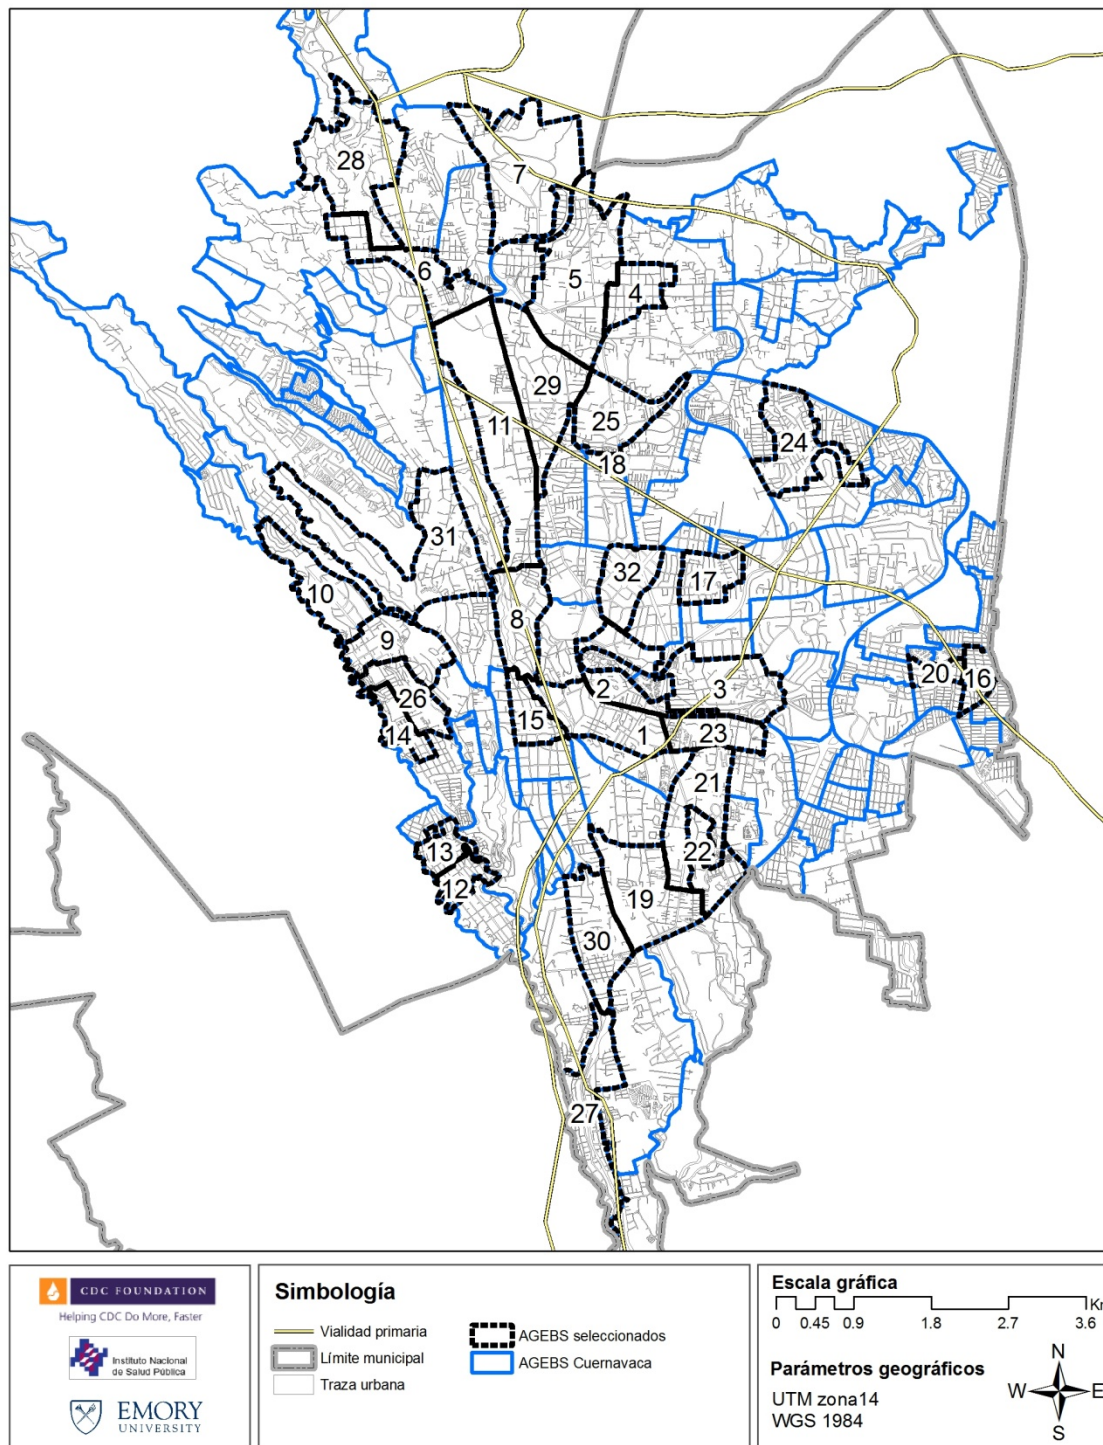 28
7
6
5
4
29
11
25
18
24
31
32
17
10
8
9
2
3
20
16
26
15
1
23
14
21
13
22
12
19
30
27
CDC FOUNDATION
Helping CDC Do More, Faster
Instituto Nacional
de Salud Pública
EMORY
UNIVERSITY
Simbología
Vialidad primaria
Límite municipal
Traza urbana
AGEBS seleccionados
AGEBS Cuernavaca
Escala gráfica
Km
0 0.45 0.9 1.8 2.7 3.6
Parámetros geográficos
UTM zona14
WGS 1984
N
W E
S